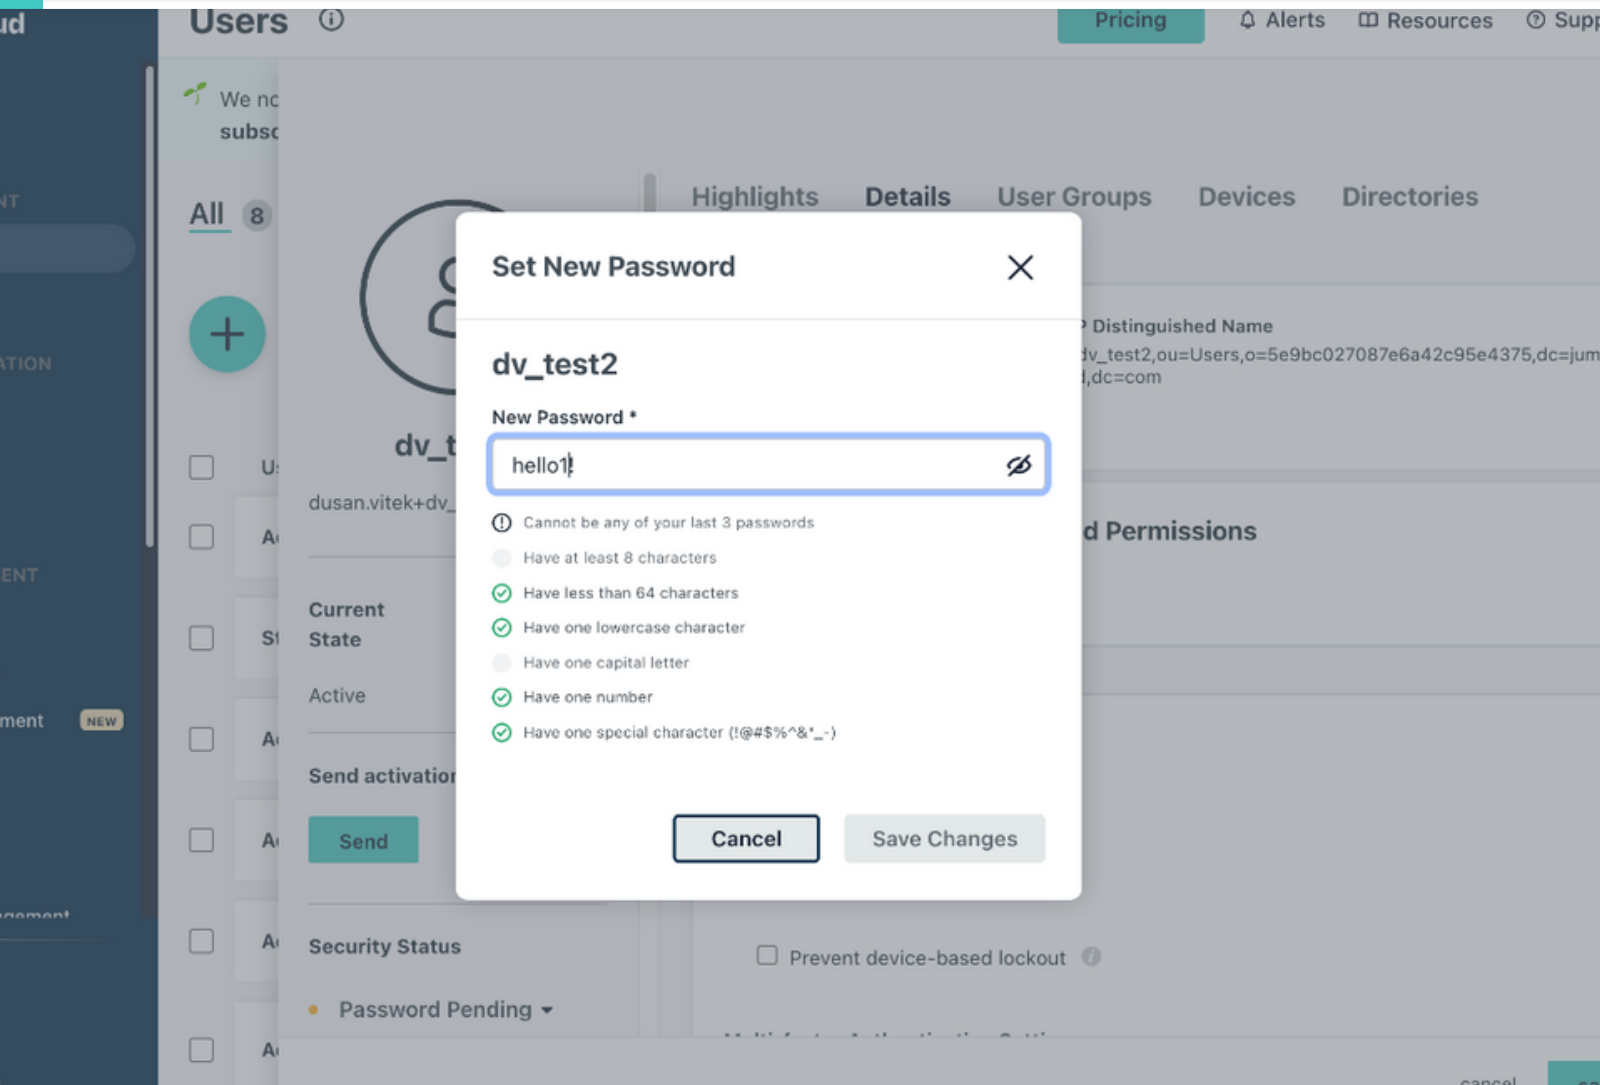 Users
Pricing
Alerts
Resources
We
subsc
All 8
Highlights
Details
User Groups
Devices
Directories
Set New Password
dv_test2
New Password *
hello1!
Cannot be any of your last 3 passwords
Have at least 8 characters
Have less than 64 characters
Have one lowercase character
Have one capital letter
Have one number
Have one special character (!@#$%^&*_-)
Cancel
Save Changes
Distinguished Name
dv_test2,ou=Users,o=5e9bc027087e6a42c95e4375,dc=jum
,dc=com
d Permissions
dv_t
dusan.vitek+dv_
Current
State
Active
Send activation
Send
Security Status
Password Pending
Prevent device-based lockout
NT
ATION
ENT
ment
NEW
cancel